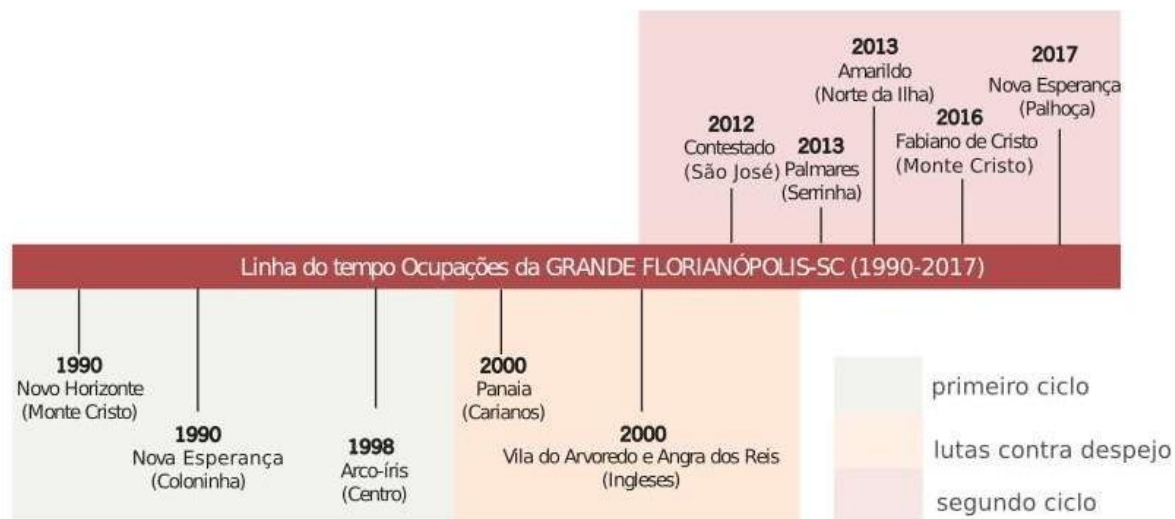 2013
Amarildo
(Norte da Ilha)
2017
Nova Esperança
(Palhoça)
2012
Contestado
(São José)
2013
Palmares
(Serrinha)
2016
Fabiano de Cristo
(Monte Cristo)
Linha do tempo Ocupações da GRANDE FLORIANÓPOLIS-SC (1990-2017)
1990
Novo Horizonte
(Monte Cristo)
1990
Nova Esperança
(Coloninha)
1998
Arco-íris
(Centro)
2000
Panaia
(Carianos)
2000
Vila do Arvoredo e Angra dos Reis
(Ingleses)
primeiro ciclo
lutas contra despejo
segundo ciclo